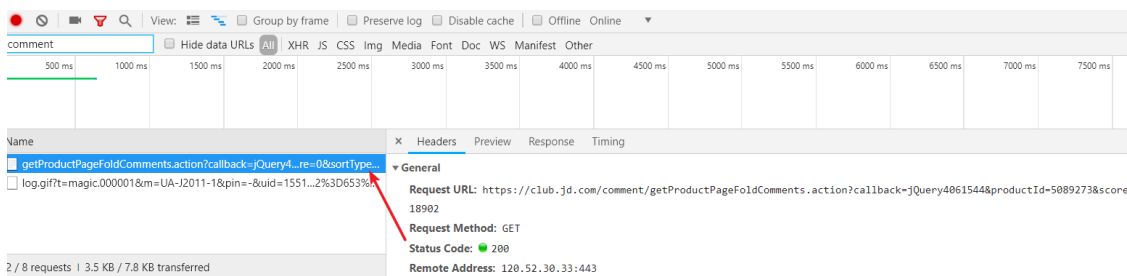 View: Group by frame Preserve log Disable cache Offline Online
comment Hide data URLs All XHR JS CSS Img Media Font Doc WS Manifest Other
500 ms 1000 ms 1500 ms 2000 ms 2500 ms 3000 ms 3500 ms 4000 ms 4500 ms 5000 ms 5500 ms 6000 ms 6500 ms 7000 ms 7500 ms
Name
getProductPageFoldComments.action?callback=jQuery4...re=0&sortType...
log.gif?t=magic.000001&m=UA-J2011-1&pin=-&uid=1551...2%3D653%...
2 / 8 requests | 3.5 KB / 7.8 KB transferred
× Headers Preview Response Timing
▼ General
Request URL: https://club.jd.com/comment/getProductPageFoldComments.action?callback=jQuery4061544&productId=5089273&score
18902
Request Method: GET
Status Code: 200
Remote Address: 120.52.30.33:443